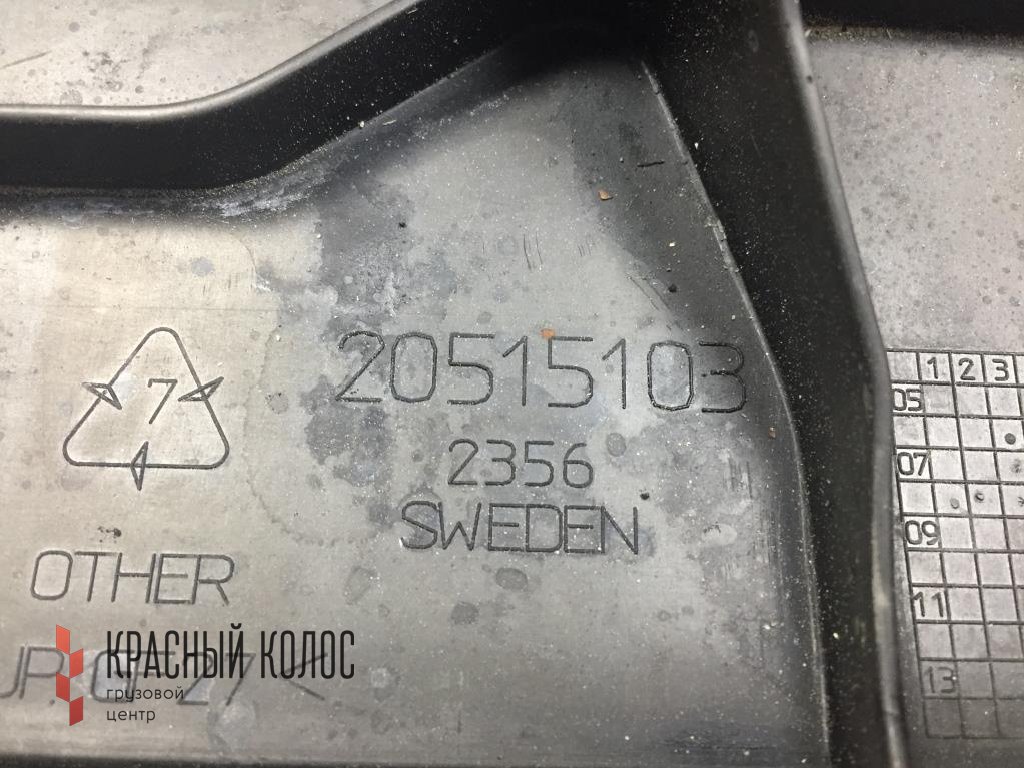 20515103
7
2356
SWEDEN
OTHER
КРАСНЫЙ КОЛОС
грузовой
центр
1 2 3
05
07
09
11
13